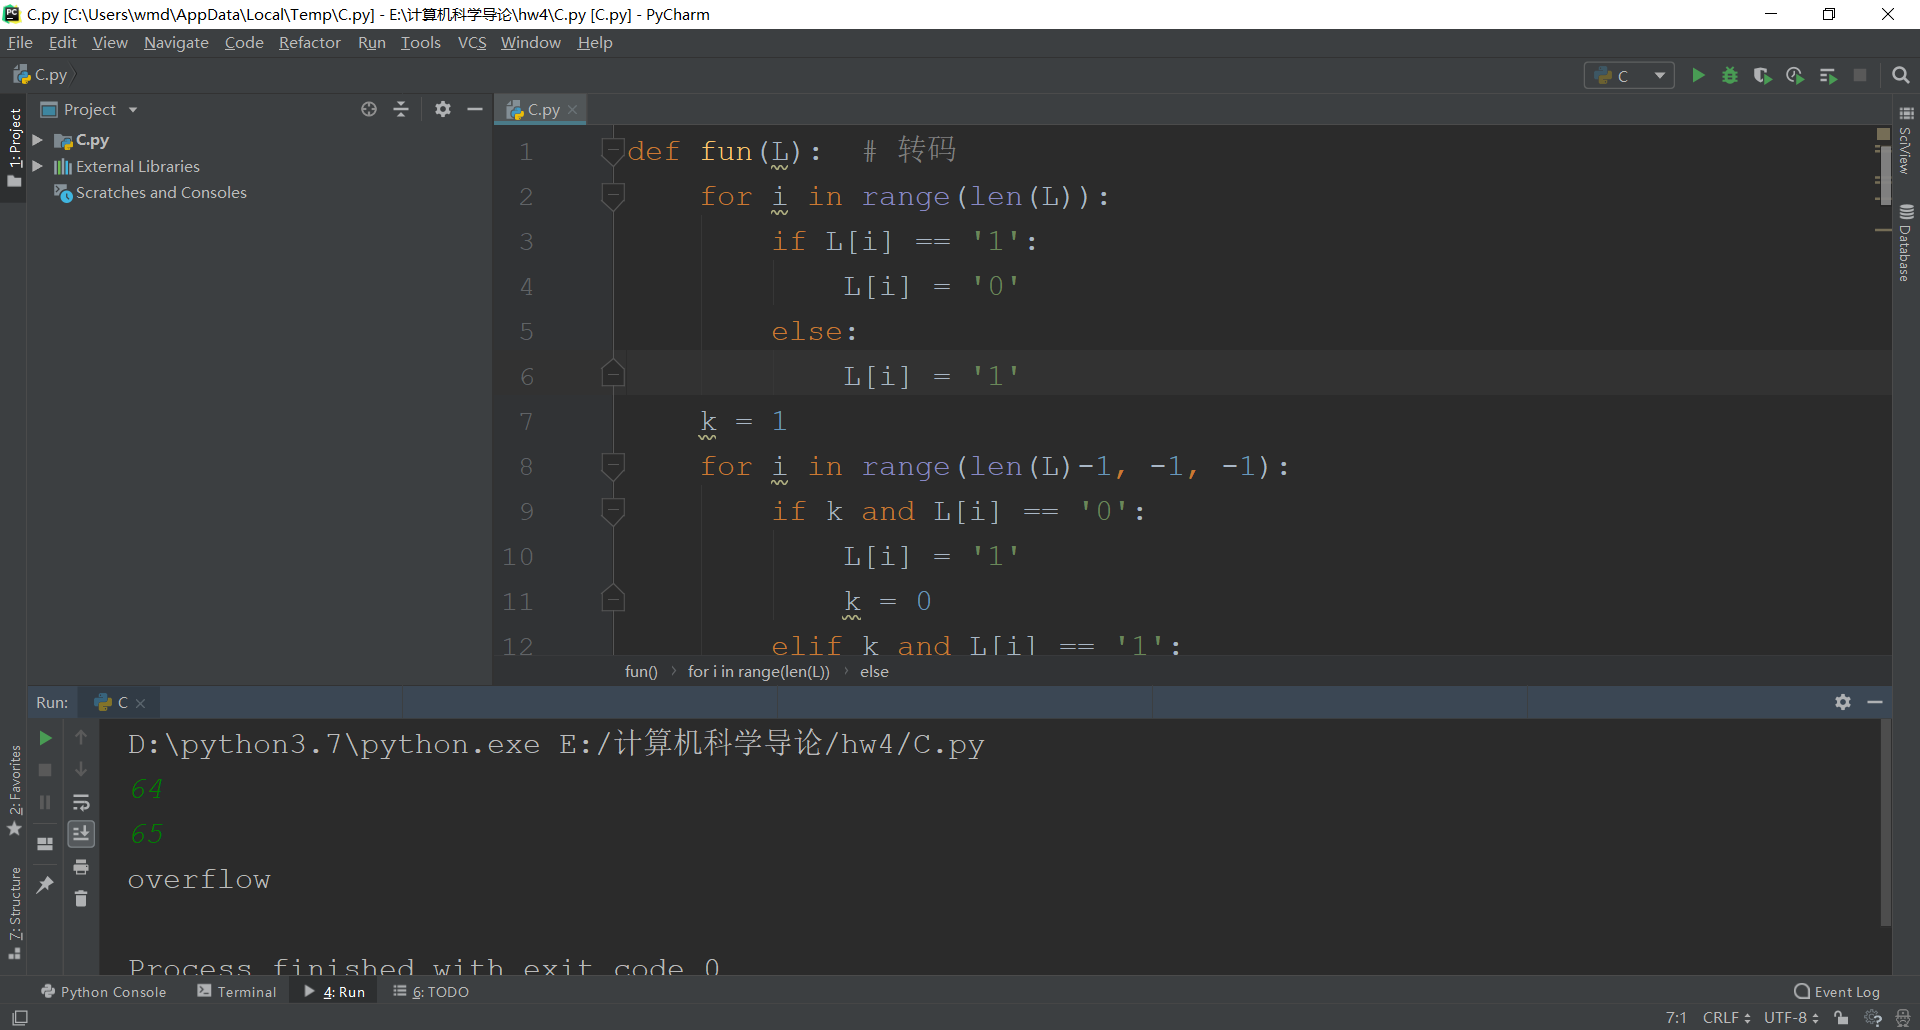 C.py [C:\Users\wmd\AppData\Local\Temp\C.py] - E:\计算机科学导论\hw4\C.py [C.py] - PyCharm
File Edit View Navigate Code Refactor Run Tools VCS Window Help
C.py
C
1: Project
Project
C.py
External Libraries
Scratches and Consoles
C.py
1 def fun(L):  # 转码
2     for i in range(len(L)):
3         if L[i] == '1':
4             L[i] = '0'
5         else:
6             L[i] = '1'
7     k = 1
8     for i in range(len(L)-1, -1, -1):
9         if k and L[i] == '0':
10             L[i] = '1'
11             k = 0
12         elif k and L[i] == '1':
fun() › for i in range(len(L)) › else
SciView
Database
Run: C
2: Favorites
7: Structure
D:\python3.7\python.exe E:/计算机科学导论/hw4/C.py
64
65
overflow
Process finished with exit code 0
Python Console Terminal 4: Run 6: TODO Event Log
7:1 CRLF UTF-8